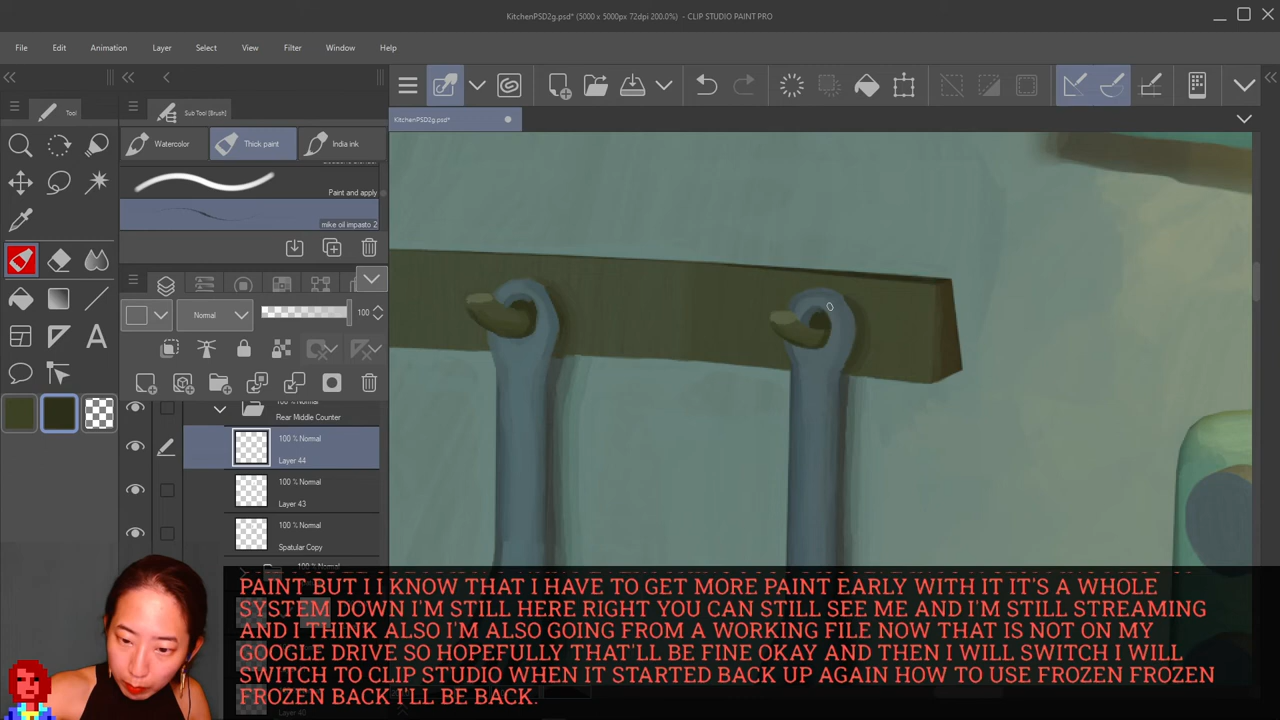 KitchenPSD2g.psd* (5000 x 5000px 72dpi 200.0%) - CLIP STUDIO PAINT PRO
File Edit Animation Layer Select View Filter Window Help
KitchenPSD2g.psd*
Tool
Sub Tool [Brush]
Watercolor
Thick paint
India ink
Paint and apply
mike oil impasto 2
Normal
100
Rear Middle Counter
100 % Normal
Layer 44
100 % Normal
Layer 43
100 % Normal
Spatular Copy
PAINT BUT I I KNOW THAT I HAVE TO GET MORE PAINT EARLY WITH IT IT'S A WHOLE
SYSTEM DOWN I'M STILL HERE RIGHT YOU CAN STILL SEE ME AND I'M STILL STREAMING
AND I THINK ALSO I'M ALSO GOING FROM A WORKING FILE NOW THAT IS NOT ON MY
GOOGLE DRIVE SO HOPEFULLY THAT'LL BE FINE OKAY AND THEN I WILL SWITCH I WILL
SWITCH TO CLIP STUDIO WHEN IT STARTED BACK UP AGAIN HOW TO USE FROZEN FROZEN
FROZEN BACK I'LL BE BACK.